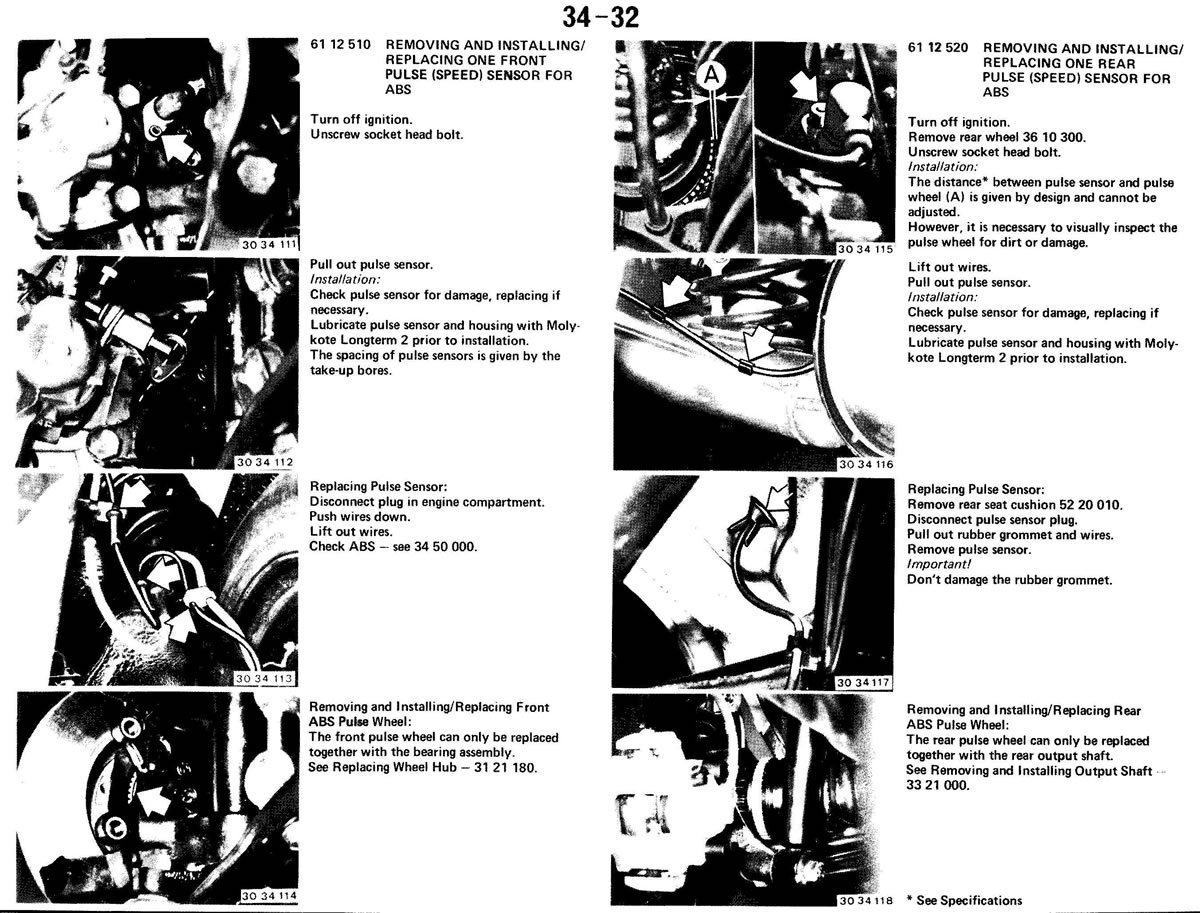 34-32
61 12 510 REMOVING AND INSTALLING/
REPLACING ONE FRONT
PULSE (SPEED) SENSOR FOR
ABS
Turn off ignition.
Unscrew socket head bolt.
30 34 111
Pull out pulse sensor.
Installation:
Check pulse sensor for damage, replacing if
necessary.
Lubricate pulse sensor and housing with Moly-
kote Longterm 2 prior to installation.
The spacing of pulse sensors is given by the
take-up bores.
30 34 112
Replacing Pulse Sensor:
Disconnect plug in engine compartment.
Push wires down.
Lift out wires.
Check ABS – see 34 50 000.
30 34 113
Removing and Installing/Replacing Front
ABS Pulse Wheel:
The front pulse wheel can only be replaced
together with the bearing assembly.
See Replacing Wheel Hub – 31 21 180.
30 34 114
61 12 520 REMOVING AND INSTALLING/
REPLACING ONE REAR
PULSE (SPEED) SENSOR FOR
ABS
A
Turn off ignition.
Remove rear wheel 36 10 300.
Unscrew socket head bolt.
Installation:
The distance* between pulse sensor and pulse
wheel (A) is given by design and cannot be
adjusted.
However, it is necessary to visually inspect the
pulse wheel for dirt or damage.
30 34 115
Lift out wires.
Pull out pulse sensor.
Installation:
Check pulse sensor for damage, replacing if
necessary.
Lubricate pulse sensor and housing with Moly-
kote Longterm 2 prior to installation.
30 34 116
Replacing Pulse Sensor:
Remove rear seat cushion 52 20 010.
Disconnect pulse sensor plug.
Pull out rubber grommet and wires.
Remove pulse sensor.
Important!
Don't damage the rubber grommet.
30 34 117
Removing and Installing/Replacing Rear
ABS Pulse Wheel:
The rear pulse wheel can only be replaced
together with the rear output shaft.
See Removing and Installing Output Shaft –
33 21 000.
30 34 118
* See Specifications